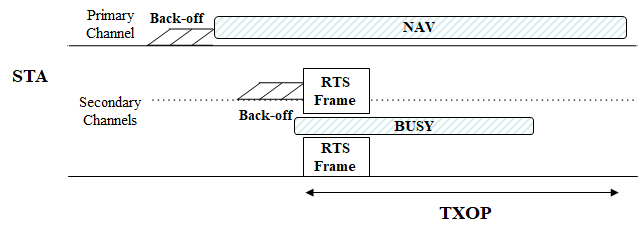 Primary
Channel
Back-off
NAV
STA
RTS
Frame
Secondary
Channels
Back-off
BUSY
RTS
Frame
TXOP